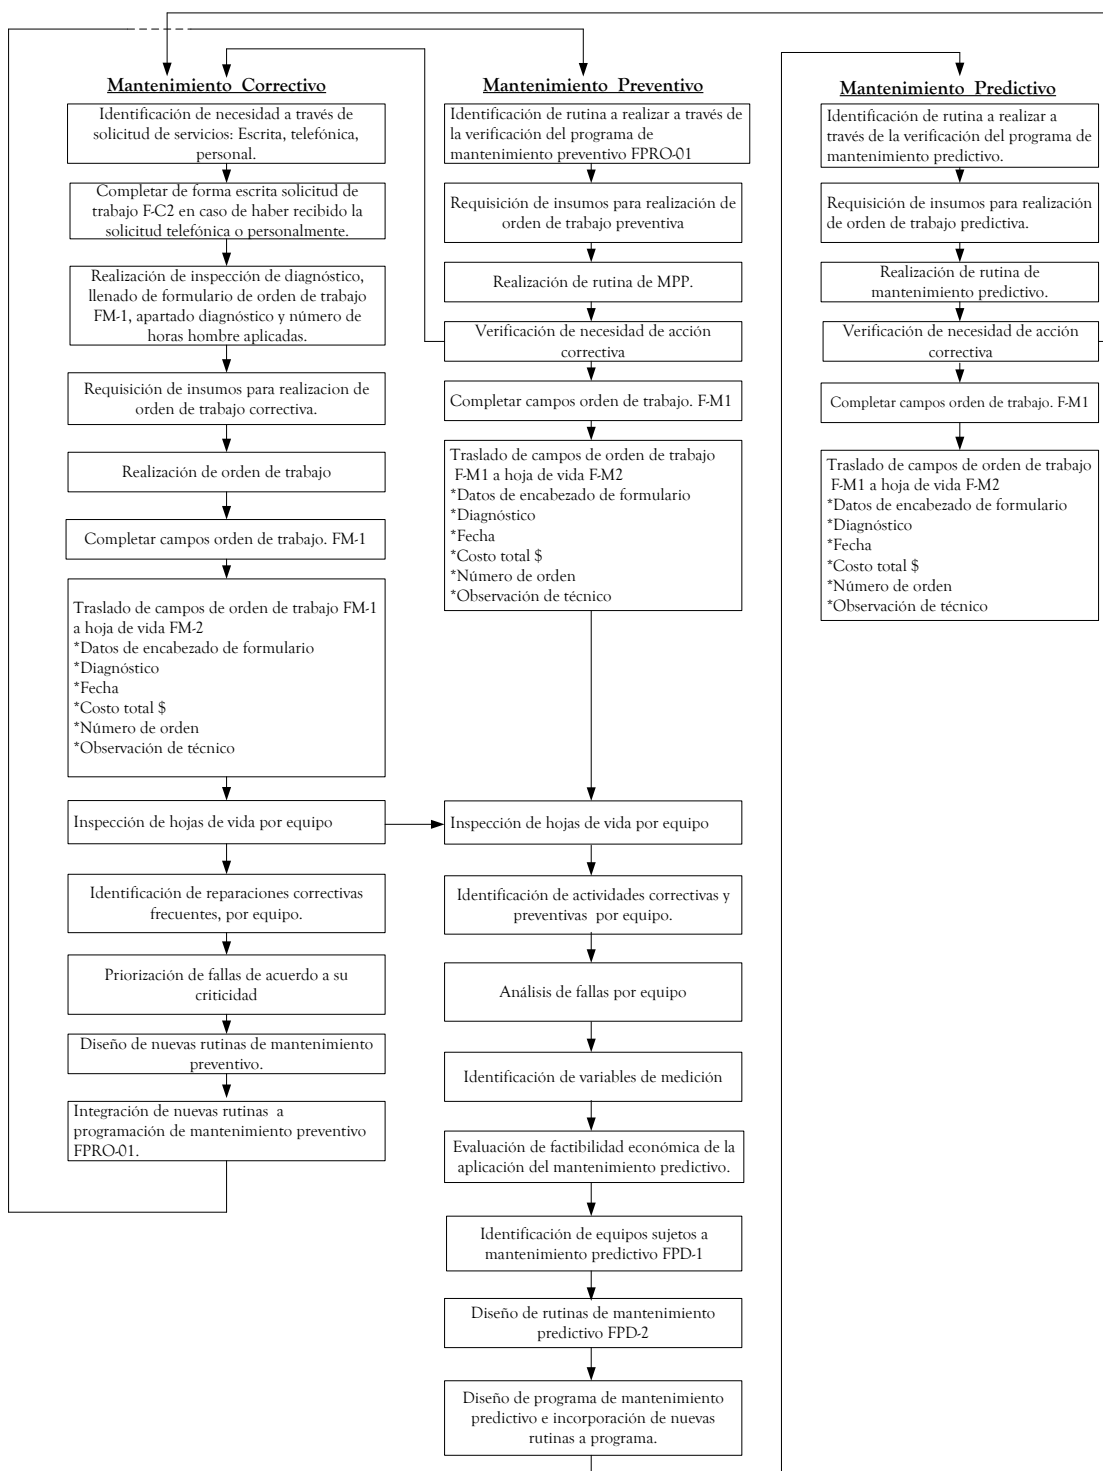 Mantenimiento Correctivo
Identificación de necesidad a través de
solicitud de servicios: Escrita, telefónica,
personal.
Completar de forma escrita solicitud de
trabajo F-C2 en caso de haber recibido la
solicitud telefónica o personalmente.
Realización de inspección de diagnóstico,
llenado de formulario de orden de trabajo
FM-1, apartado diagnóstico y número de
horas hombre aplicadas.
Requisición de insumos para realizacion de
orden de trabajo correctiva.
Realización de orden de trabajo
Completar campos orden de trabajo. FM-1
Traslado de campos de orden de trabajo FM-1
a hoja de vida FM-2
*Datos de encabezado de formulario
*Diagnóstico
*Fecha
*Costo total $
*Número de orden
*Observación de técnico
Inspección de hojas de vida por equipo
Identificación de reparaciones correctivas
frecuentes, por equipo.
Priorización de fallas de acuerdo a su
criticidad
Diseño de nuevas rutinas de mantenimiento
preventivo.
Integración de nuevas rutinas a
programación de mantenimiento preventivo
FPRO-01.
Mantenimiento Preventivo
Identificación de rutina a realizar a través de
la verificación del programa de
mantenimiento preventivo FPRO-01
Requisición de insumos para realización de
orden de trabajo preventiva
Realización de rutina de MPP.
Verificación de necesidad de acción
correctiva
Completar campos orden de trabajo. F-M1
Traslado de campos de orden de trabajo
F-M1 a hoja de vida F-M2
*Datos de encabezado de formulario
*Diagnóstico
*Fecha
*Costo total $
*Número de orden
*Observación de técnico
Inspección de hojas de vida por equipo
Identificación de actividades correctivas y
preventivas por equipo.
Análisis de fallas por equipo
Identificación de variables de medición
Evaluación de factibilidad económica de la
aplicación del mantenimiento predictivo.
Identificación de equipos sujetos a
mantenimiento predictivo FPD-1
Diseño de rutinas de mantenimiento
predictivo FPD-2
Diseño de programa de mantenimiento
predictivo e incorporación de nuevas
rutinas a programa.
Mantenimiento Predictivo
Identificación de rutina a realizar a
través de la verificación del programa de
mantenimiento predictivo.
Requisición de insumos para realización
de orden de trabajo predictiva.
Realización de rutina de
mantenimiento predictivo.
Verificación de necesidad de acción
correctiva
Completar campos orden de trabajo. F-M1
Traslado de campos de orden de trabajo
F-M1 a hoja de vida F-M2
*Datos de encabezado de formulario
*Diagnóstico
*Fecha
*Costo total $
*Número de orden
*Observación de técnico